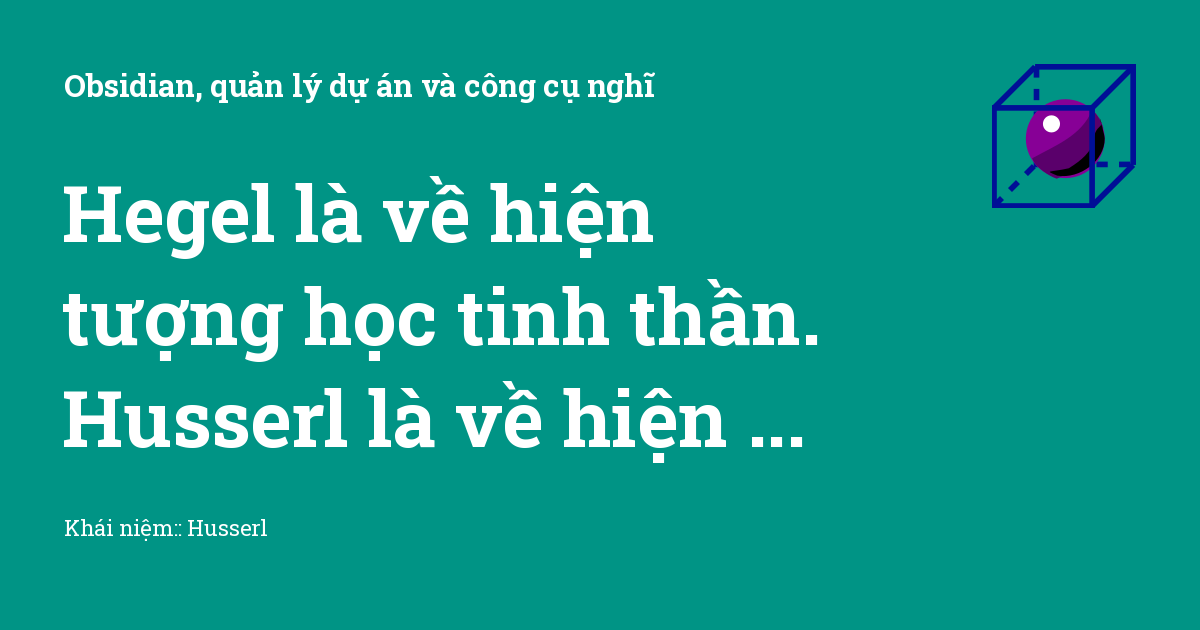 Obsidian, quản lý dự án và công cụ nghĩ
Hegel là về hiện
tượng học tinh thần.
Husserl là về hiện ...
Khái niệm:: Husserl